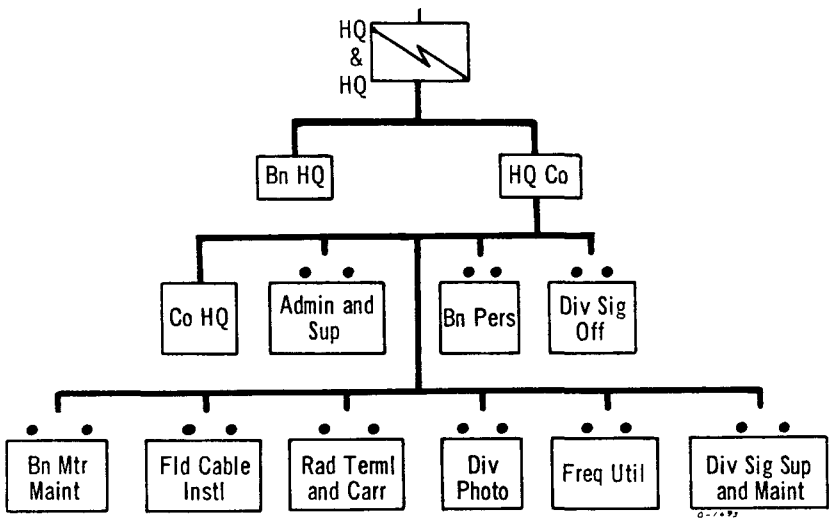 HQ
&
HQ
Bn HQ
HQ Co
Co HQ
Admin and
Sup
Bn Pers
Div Sig
Off
Bn Mtr
Maint
Fld Cable
Instl
Rad Terml
and Carr
Div
Photo
Freq Util
Div Sig Sup
and Maint